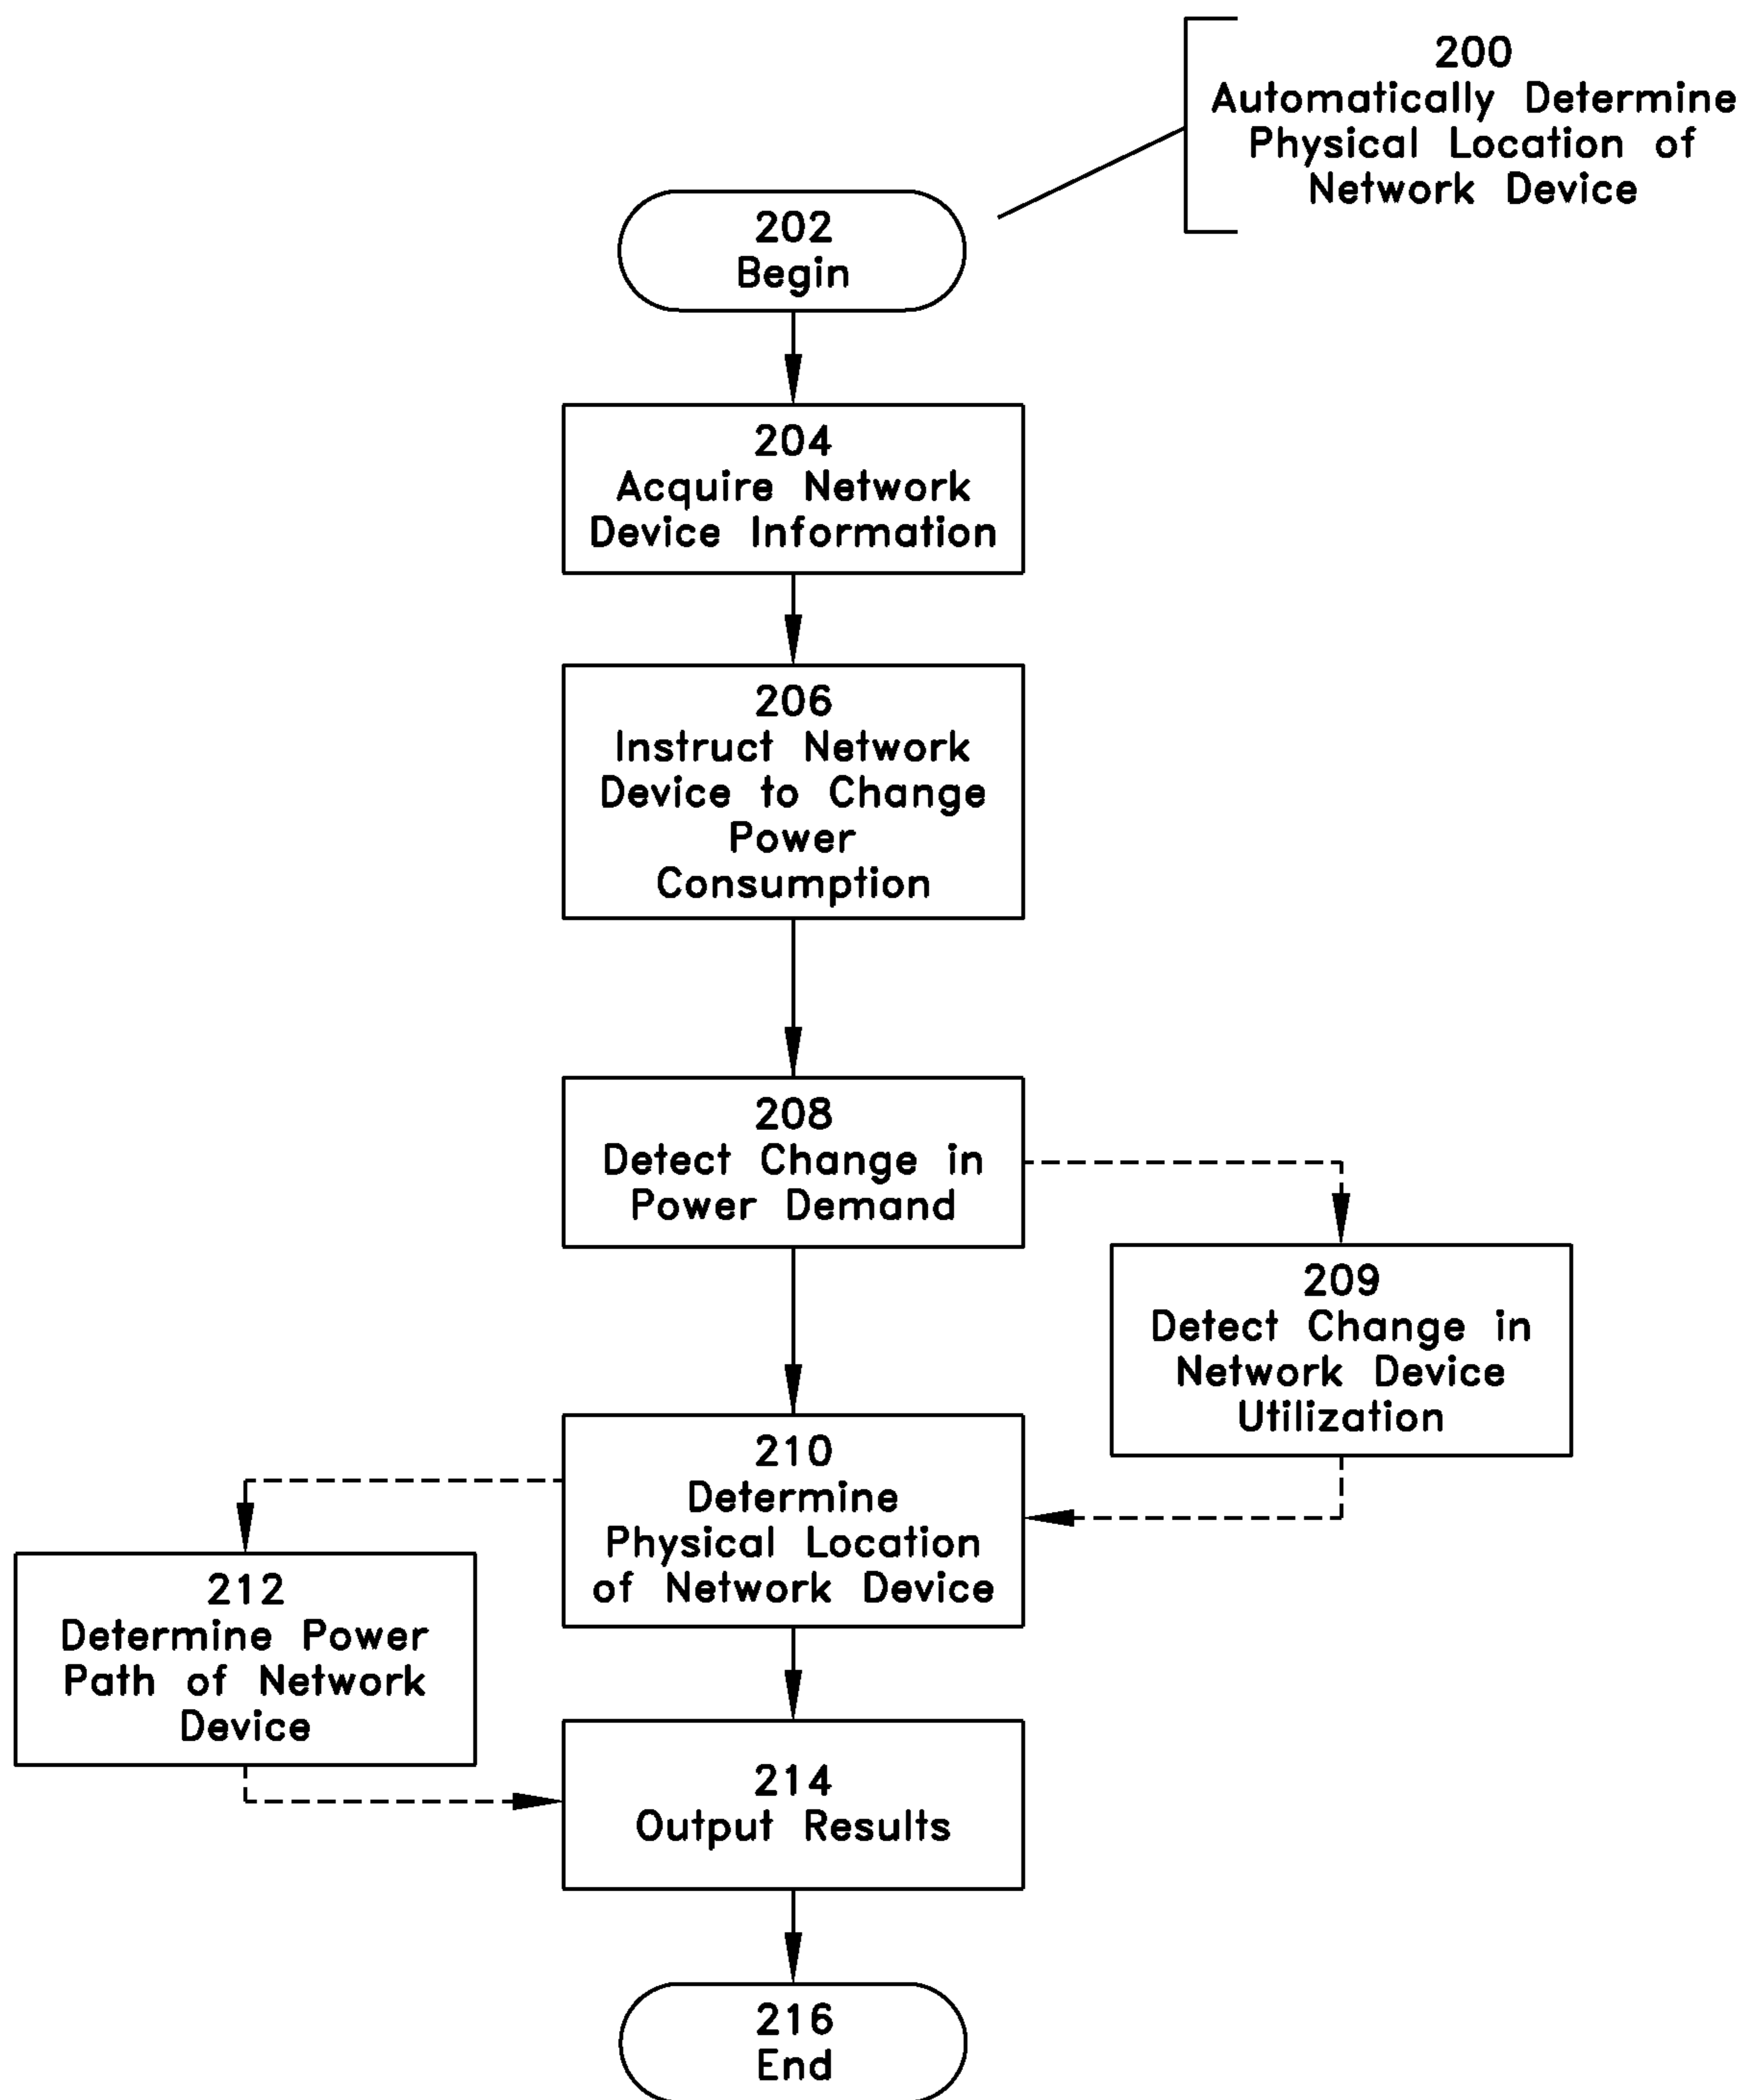 200
Automatically Determine
Physical Location of
Network Device
202
Begin
204
Acquire Network
Device Information
206
Instruct Network
Device to Change
Power
Consumption
208
Detect Change in
Power Demand
209
Detect Change in
Network Device
Utilization
210
Determine
Physical Location
of Network Device
212
Determine Power
Path of Network
Device
214
Output Results
216
End